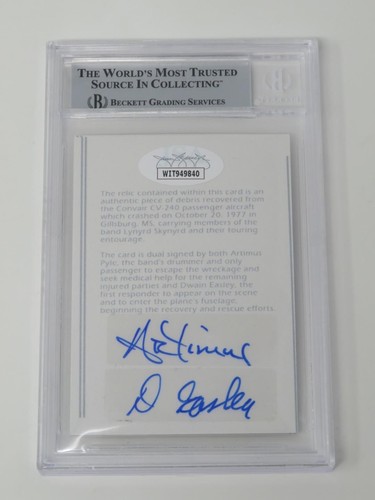 THE WORLD'S MOST TRUSTED
SOURCE IN COLLECTING™
BECKETT GRADING SERVICES
WIT949840
The relic contained within this card is an
authentic piece of debris recovered from
the Convair CV-240 passenger aircraft
which crashed on October 20, 1977 in
Gillsburg, MS, carrying members of the
band Lynyrd Skynyrd and their touring
entourage.
The card is dual signed by both Artimus
Pyle, the band's drummer and only
passenger to escape the wreckage and
seek medical help for the remaining
injured parties and Dwain Easley, the
first responder to appear on the scene
and to enter the plane's fuselage,
beginning the recovery and rescue efforts.
Artimus
D Easley